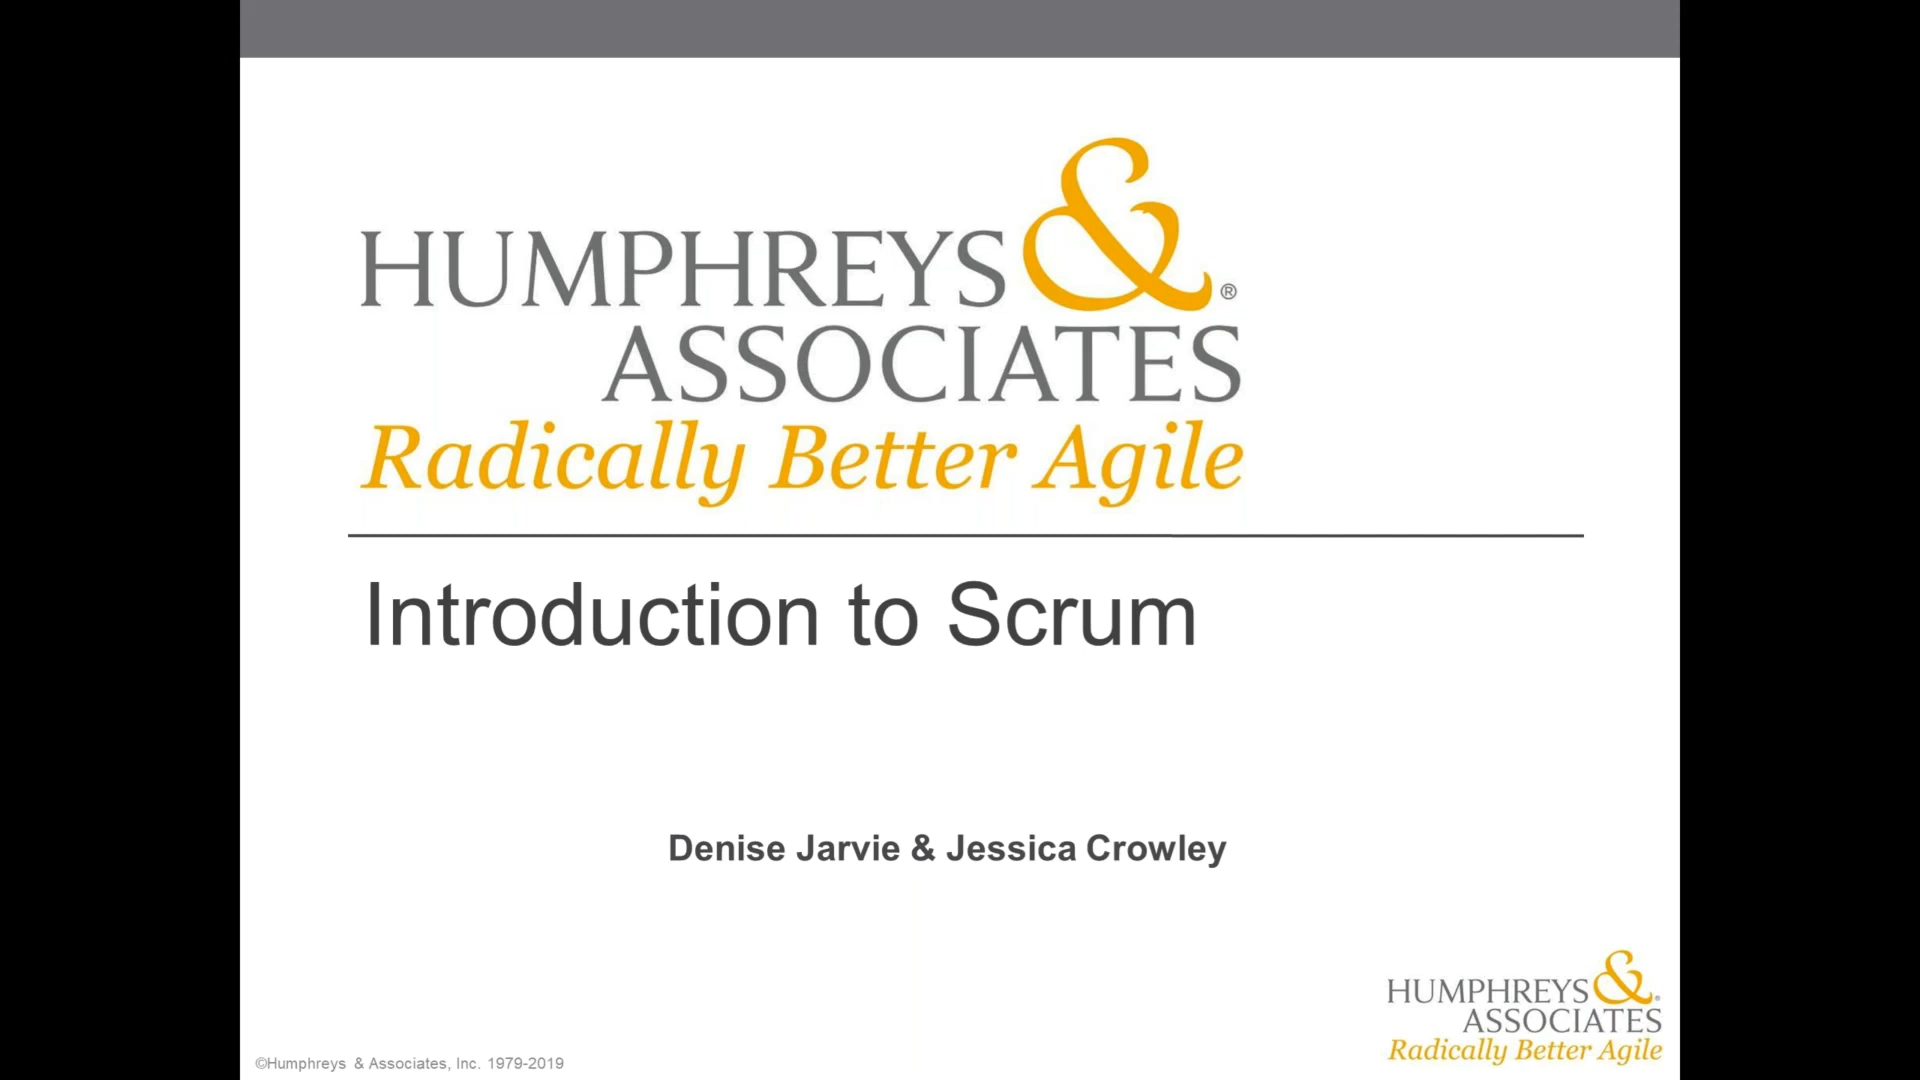 HUMPHREYS &®
ASSOCIATES
Radically Better Agile
Introduction to Scrum
Denise Jarvie & Jessica Crowley
HUMPHREYS &®
ASSOCIATES
Radically Better Agile
©Humphreys & Associates, Inc. 1979-2019